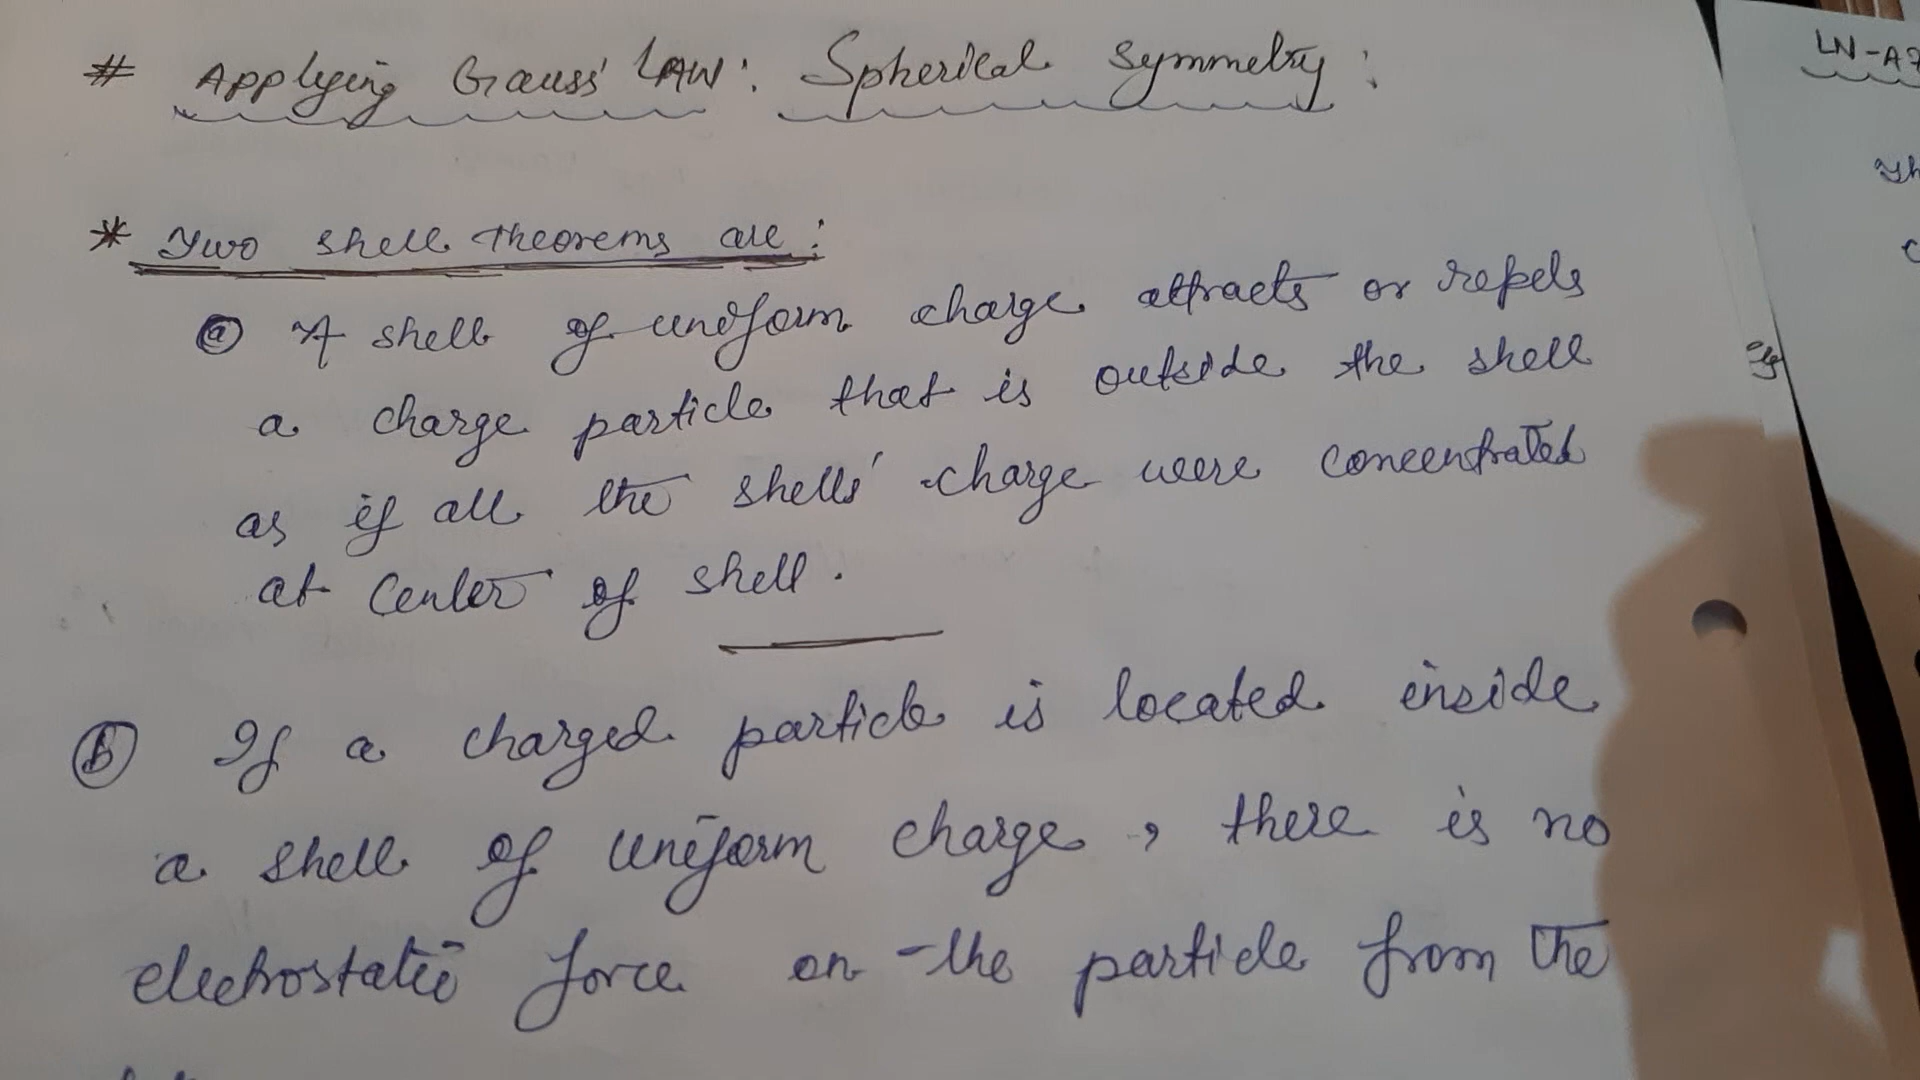 # Applying Gauss' LAW: Spherical Symmetry:
* Two shell theorems are:
(a) A shell of uniform charge attracts or repels
a charge particle that is outside the shell
as if all the shells' charge were concentrated
at center of shell.
(b) If a charged particle is located inside
a shell of uniform charge, there is no
electrostatic force on the particle from the
LN-A7